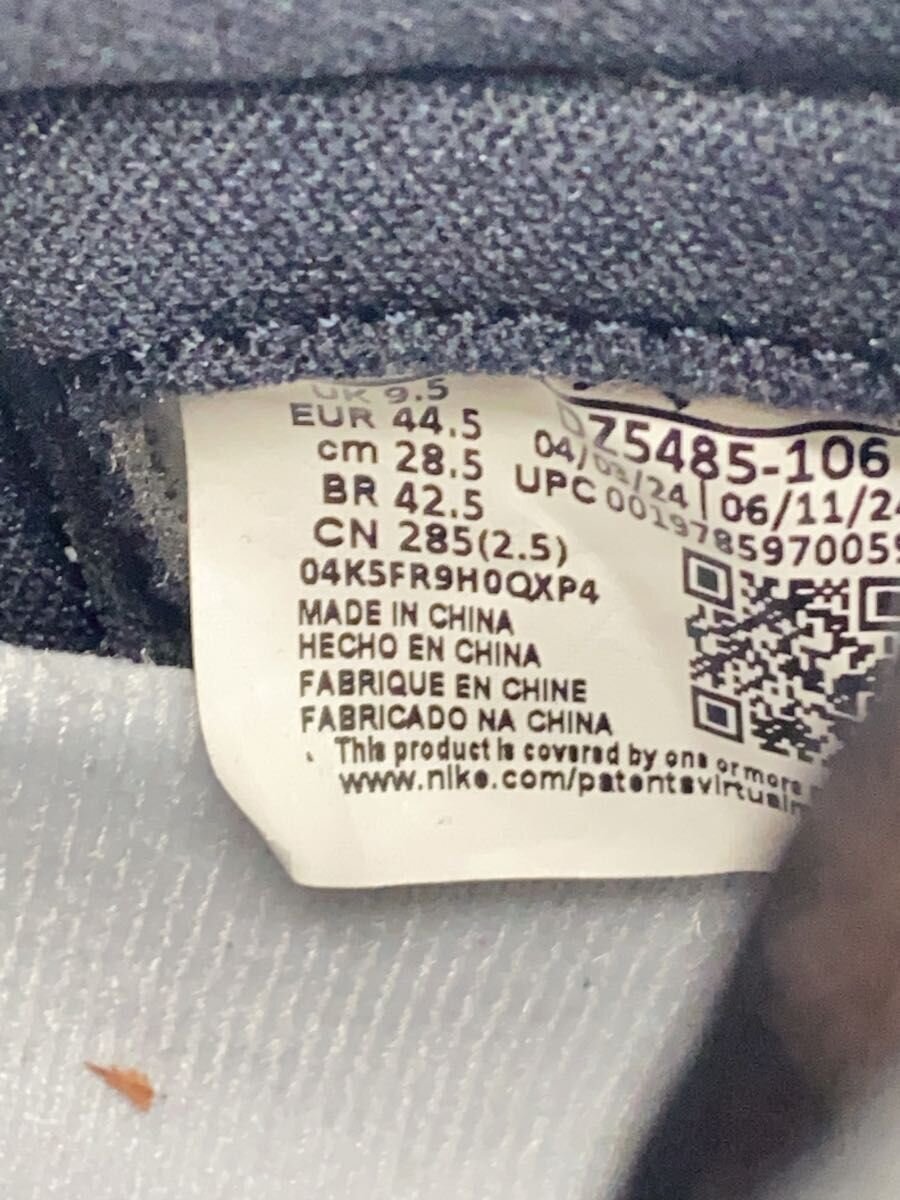 UK 9.5
EUR 44.5
cm 28.5
BR 42.5
CN 285(2.5)
04K5FR9H0QXP4
MADE IN CHINA
HECHO EN CHINA
FABRIQUE EN CHINE
FABRICADO NA CHINA
This product is covered by one or more
www.nike.com/patentsvirtual
DZ5485-106
04/03/24 | 06/11/24
UPC 0019785970059